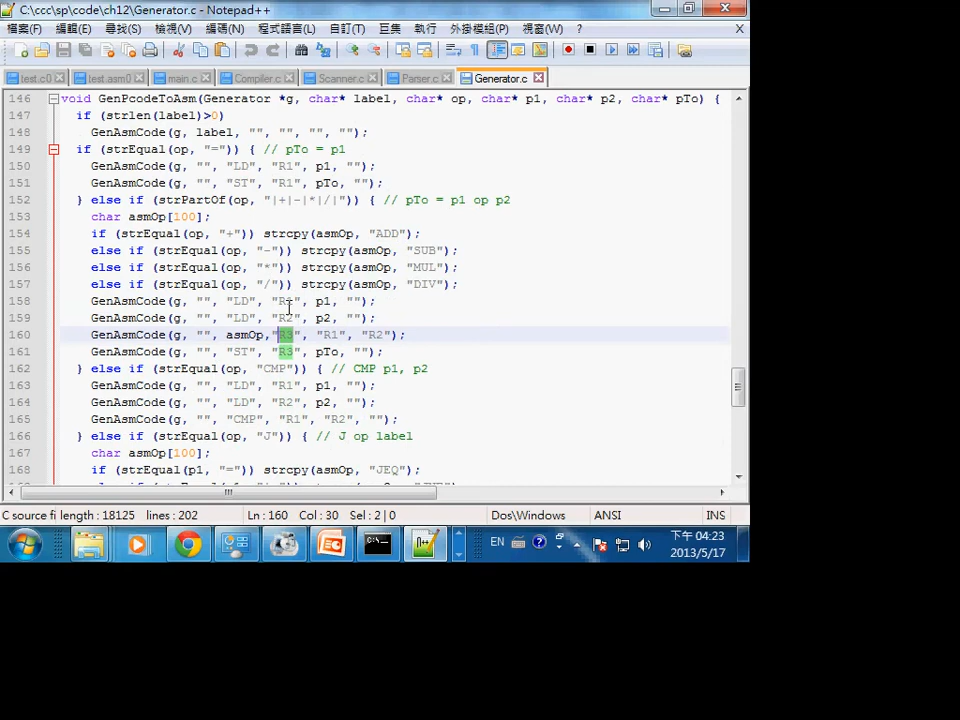 C:\ccc\sp\code\ch12\Generator.c - Notepad++
檔案(F) 編輯(E) 尋找(S) 檢視(V) 編碼(N) 程式語言(L) 設定(T) 巨集 執行 外掛模組(P) 視窗(W) X
test.c0 test.asm0 main.c Compiler.c Scanner.c Parser.c Generator.c
146 void GenPcodeToAsm(Generator *g, char* label, char* op, char* p1, char* p2, char* pTo) {
147 if (strlen(label)>0)
148 GenAsmCode(g, label, "", "", "", "");
149 if (strEqual(op, "=")) { // pTo = p1
150 GenAsmCode(g, "", "LD", "R1", p1, "");
151 GenAsmCode(g, "", "ST", "R1", pTo, "");
152 } else if (strPartOf(op, "|+|-|*|/|")) { // pTo = p1 op p2
153 char asmOp[100];
154 if (strEqual(op, "+")) strcpy(asmOp, "ADD");
155 else if (strEqual(op, "-")) strcpy(asmOp, "SUB");
156 else if (strEqual(op, "*")) strcpy(asmOp, "MUL");
157 else if (strEqual(op, "/")) strcpy(asmOp, "DIV");
158 GenAsmCode(g, "", "LD", "R1", p1, "");
159 GenAsmCode(g, "", "LD", "R2", p2, "");
160 GenAsmCode(g, "", asmOp,"R3", "R1", "R2");
161 GenAsmCode(g, "", "ST", "R3", pTo, "");
162 } else if (strEqual(op, "CMP")) { // CMP p1, p2
163 GenAsmCode(g, "", "LD", "R1", p1, "");
164 GenAsmCode(g, "", "LD", "R2", p2, "");
165 GenAsmCode(g, "", "CMP", "R1", "R2", "");
166 } else if (strEqual(op, "J")) { // J op label
167 char asmOp[100];
168 if (strEqual(p1, "=")) strcpy(asmOp, "JEQ");
C source fi length : 18125 lines : 202 Ln : 160 Col : 30 Sel : 2 | 0 Dos\Windows ANSI INS
EN 下午 04:23
2013/5/17